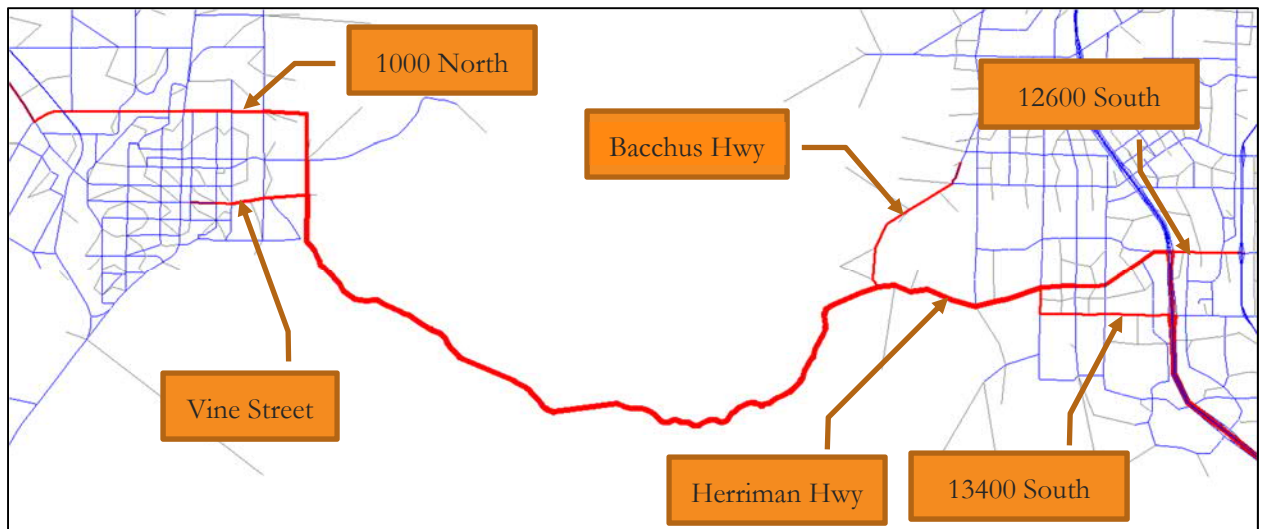 1000 North
12600 South
Bacchus Hwy
Vine Street
Herriman Hwy
13400 South